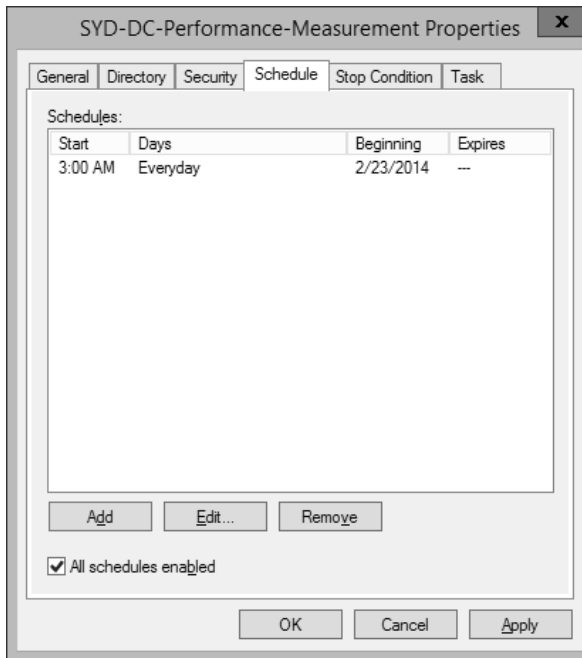 SYD-DC-Performance-Measurement Properties x
General Directory Security Schedule Stop Condition Task
Schedules:
Start Days Beginning Expires
3:00 AM Everyday 2/23/2014 ---
Add Edit... Remove
All schedules enabled
OK Cancel Apply